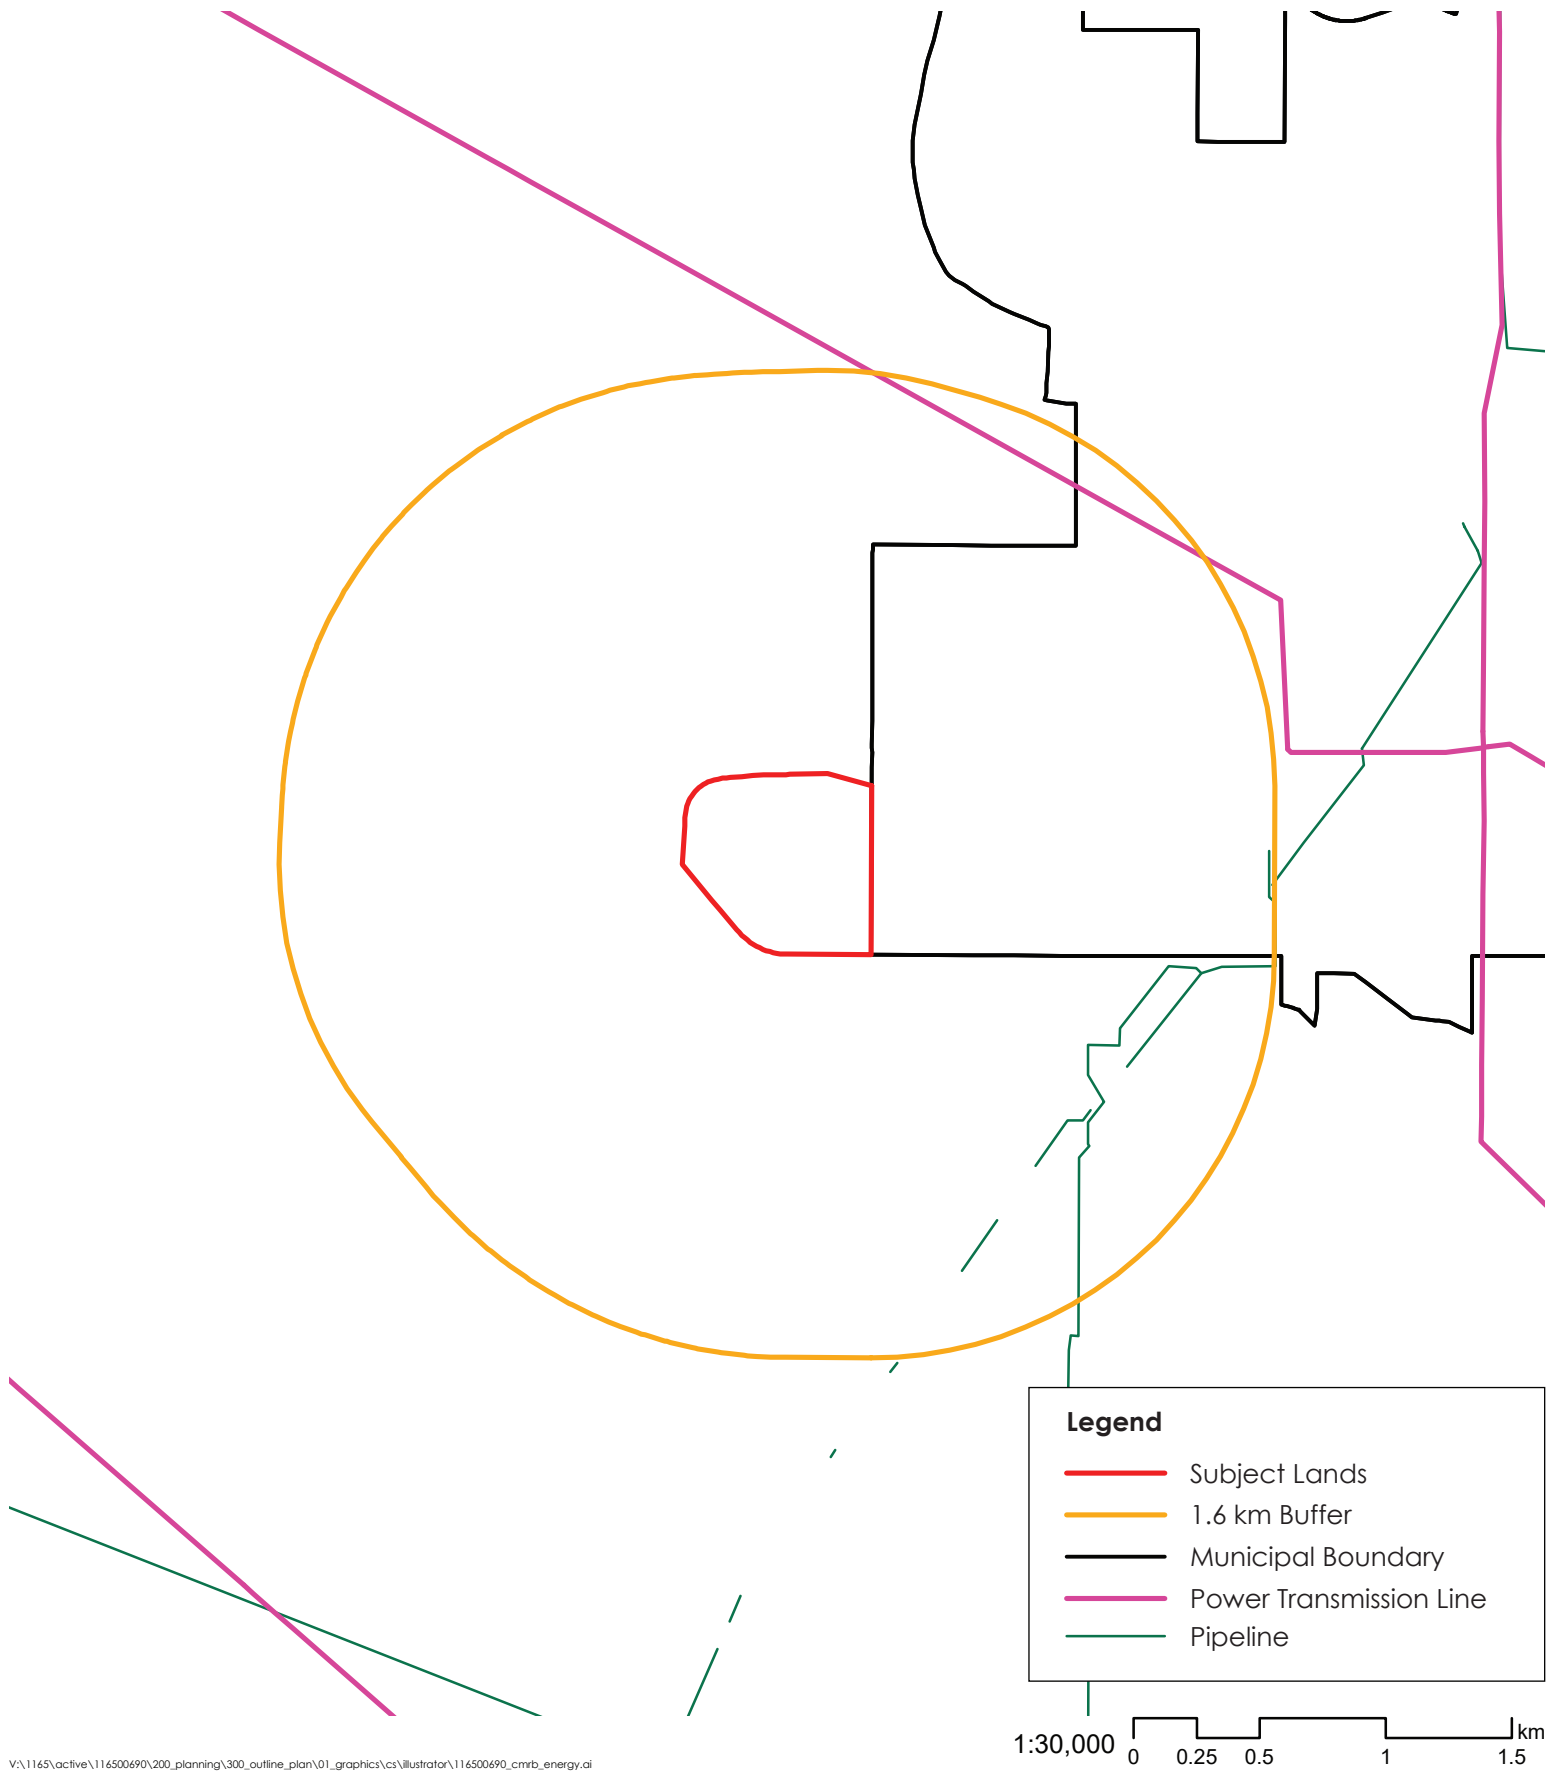 Legend
Subject Lands
1.6 km Buffer
Municipal Boundary
Power Transmission Line
Pipeline
1:30,000
0 0.25 0.5 1 1.5 km
V:\1165\active\116500690\200_planning\300_outline_plan\01_graphics\cs\illustrator\116500690_cmrb_energy.ai